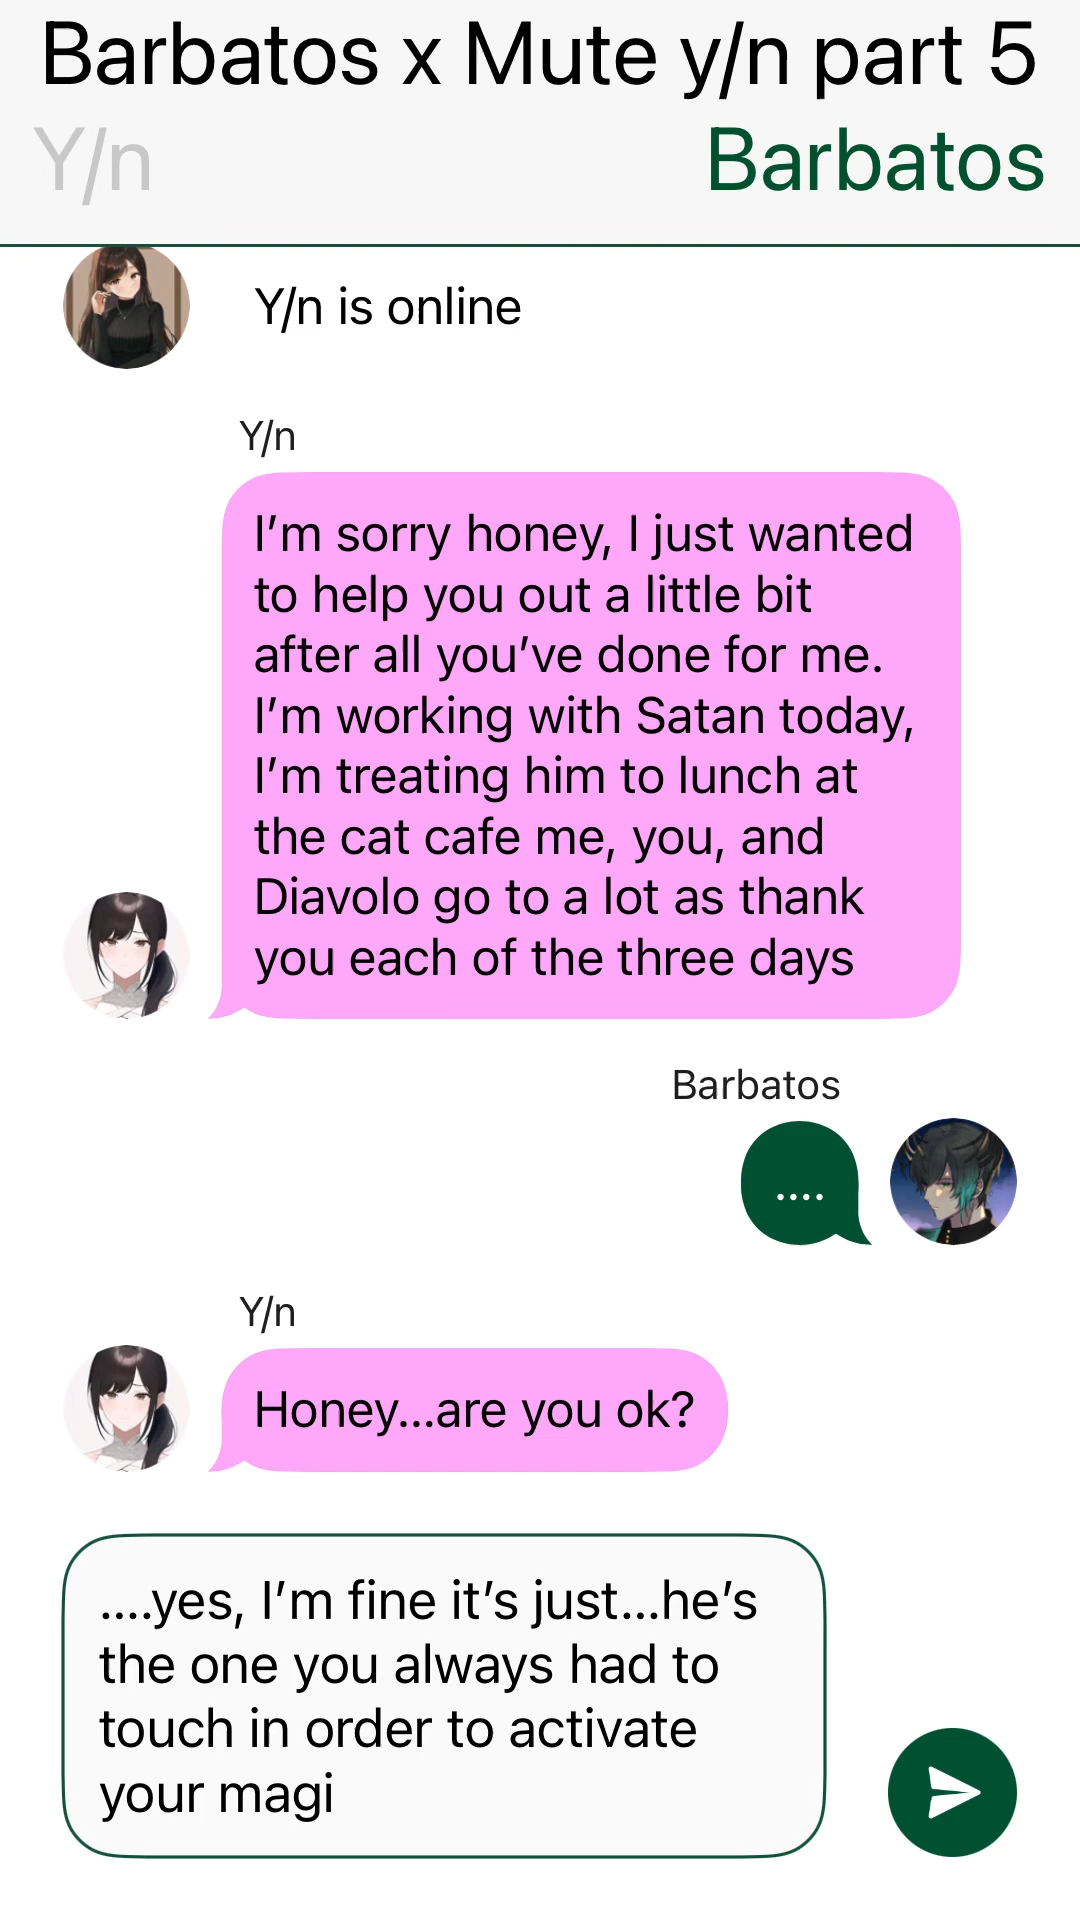 Barbatos x Mute y/n part 5
Y/n
Barbatos
Y/n is online
Y/n
I’m sorry honey, I just wanted
to help you out a little bit
after all you’ve done for me.
I’m working with Satan today,
I’m treating him to lunch at
the cat cafe me, you, and
Diavolo go to a lot as thank
you each of the three days
Barbatos
....
Y/n
Honey...are you ok?
....yes, I’m fine it’s just...he’s
the one you always had to
touch in order to activate
your magi